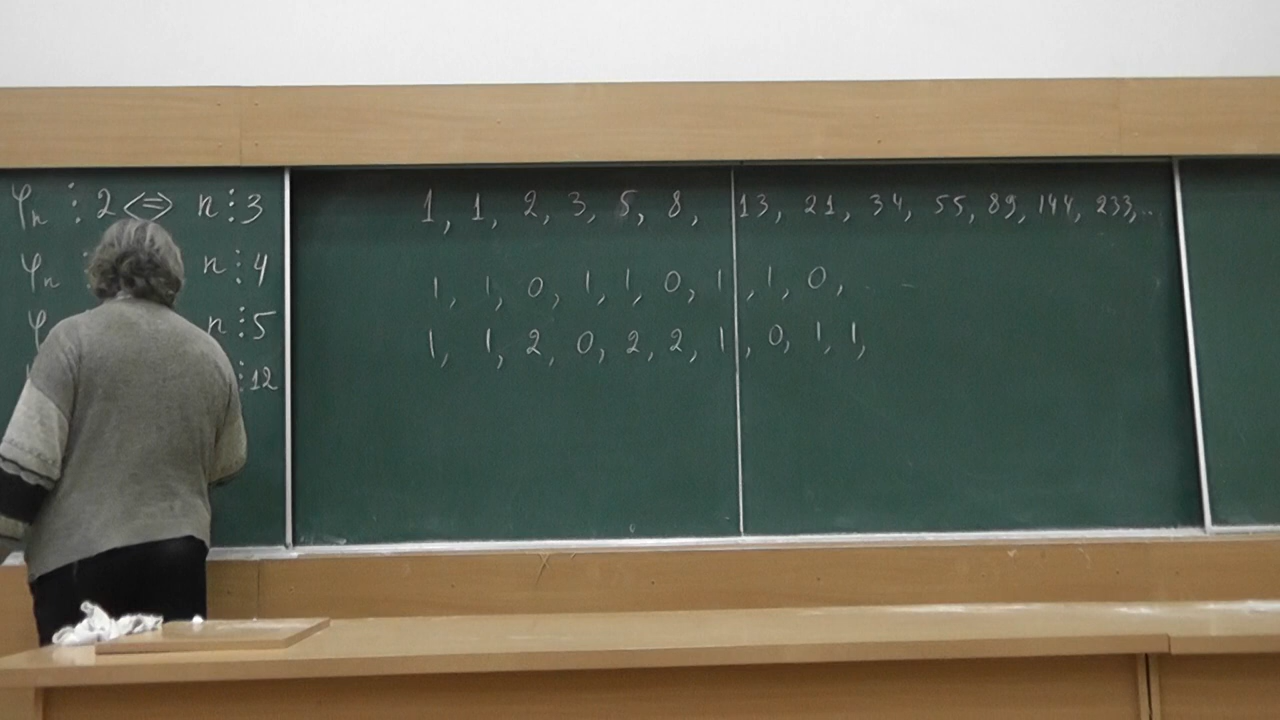 φn ⋮ 2 <=> n ⋮ 3
φn ⋮ n ⋮ 4
φ n ⋮ 5
⋮ 12
1, 1, 2, 3, 5, 8, 13, 21, 34, 55, 89, 144, 233, ...
1, 1, 0, 1, 1, 0, 1, 1, 0, ...
1, 1, 2, 0, 2, 2, 1, 0, 1, 1,